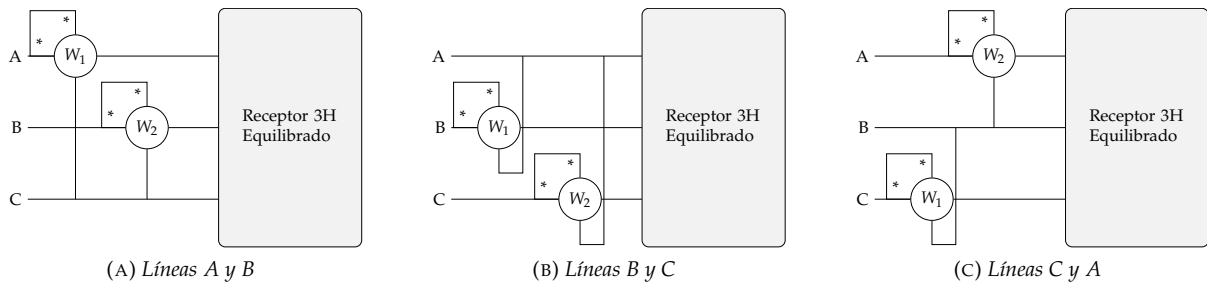 *
*
A
W1
*
*
B
W2
C
Receptor 3H
Equilibrado
(A) Líneas A y B
A
*
*
B
W1
*
*
C
W2
Receptor 3H
Equilibrado
(B) Líneas B y C
*
*
A
W2
B
*
*
C
W1
Receptor 3H
Equilibrado
(C) Líneas C y A